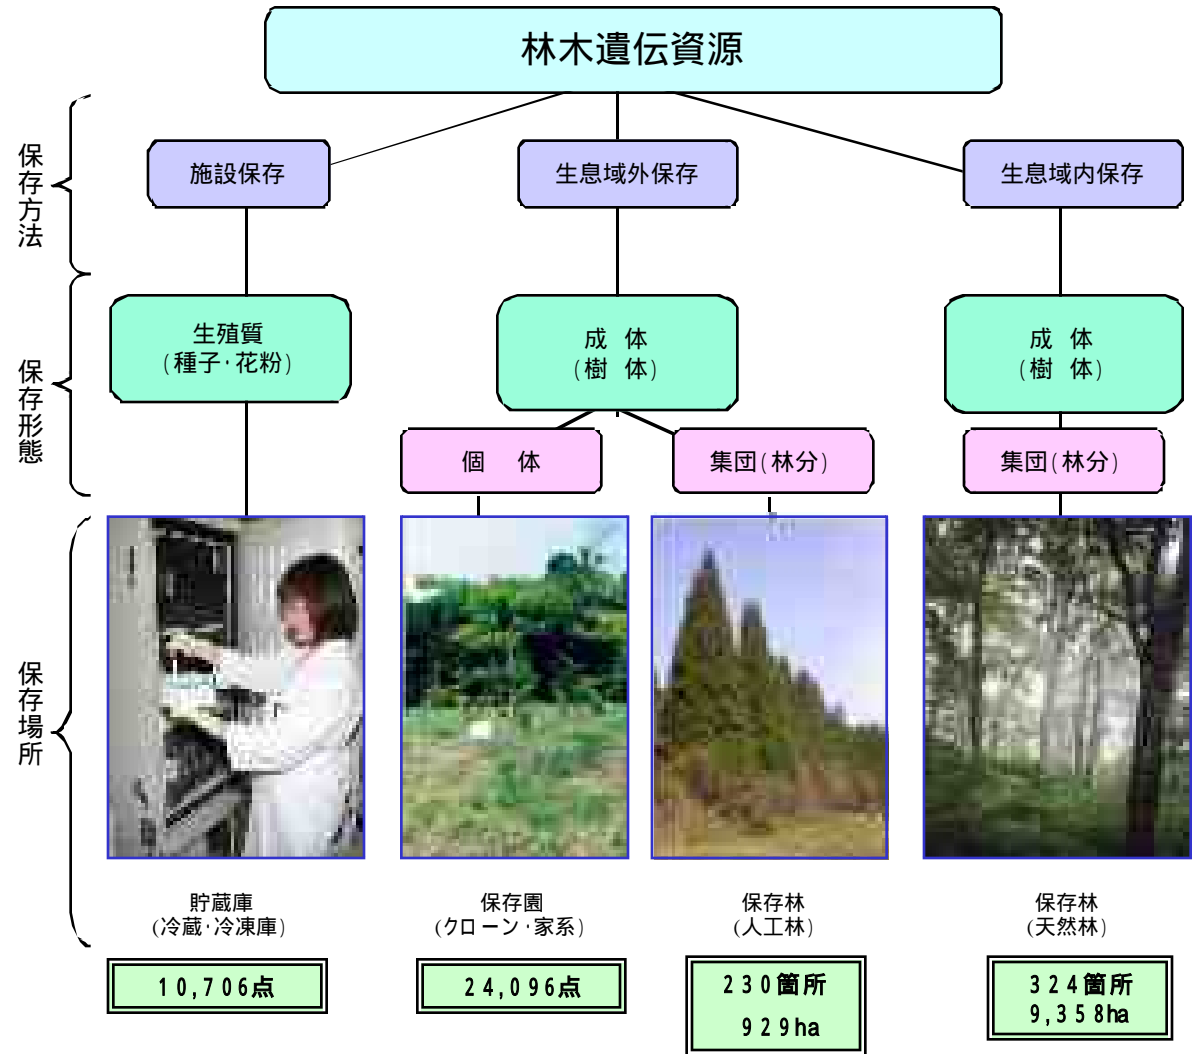 林木遺伝資源
保存方法
施設保存
生息域外保存
生息域内保存
保存形態
生殖質
(種子・花粉)
成 体
(樹 体)
成 体
(樹 体)
個 体
集団(林分)
集団(林分)
保存場所
貯蔵庫
(冷蔵・冷凍庫)
保存園
(クローン・家系)
保存林
(人工林)
保存林
(天然林)
10,706点
24,096点
230箇所
929ha
324箇所
9,358ha